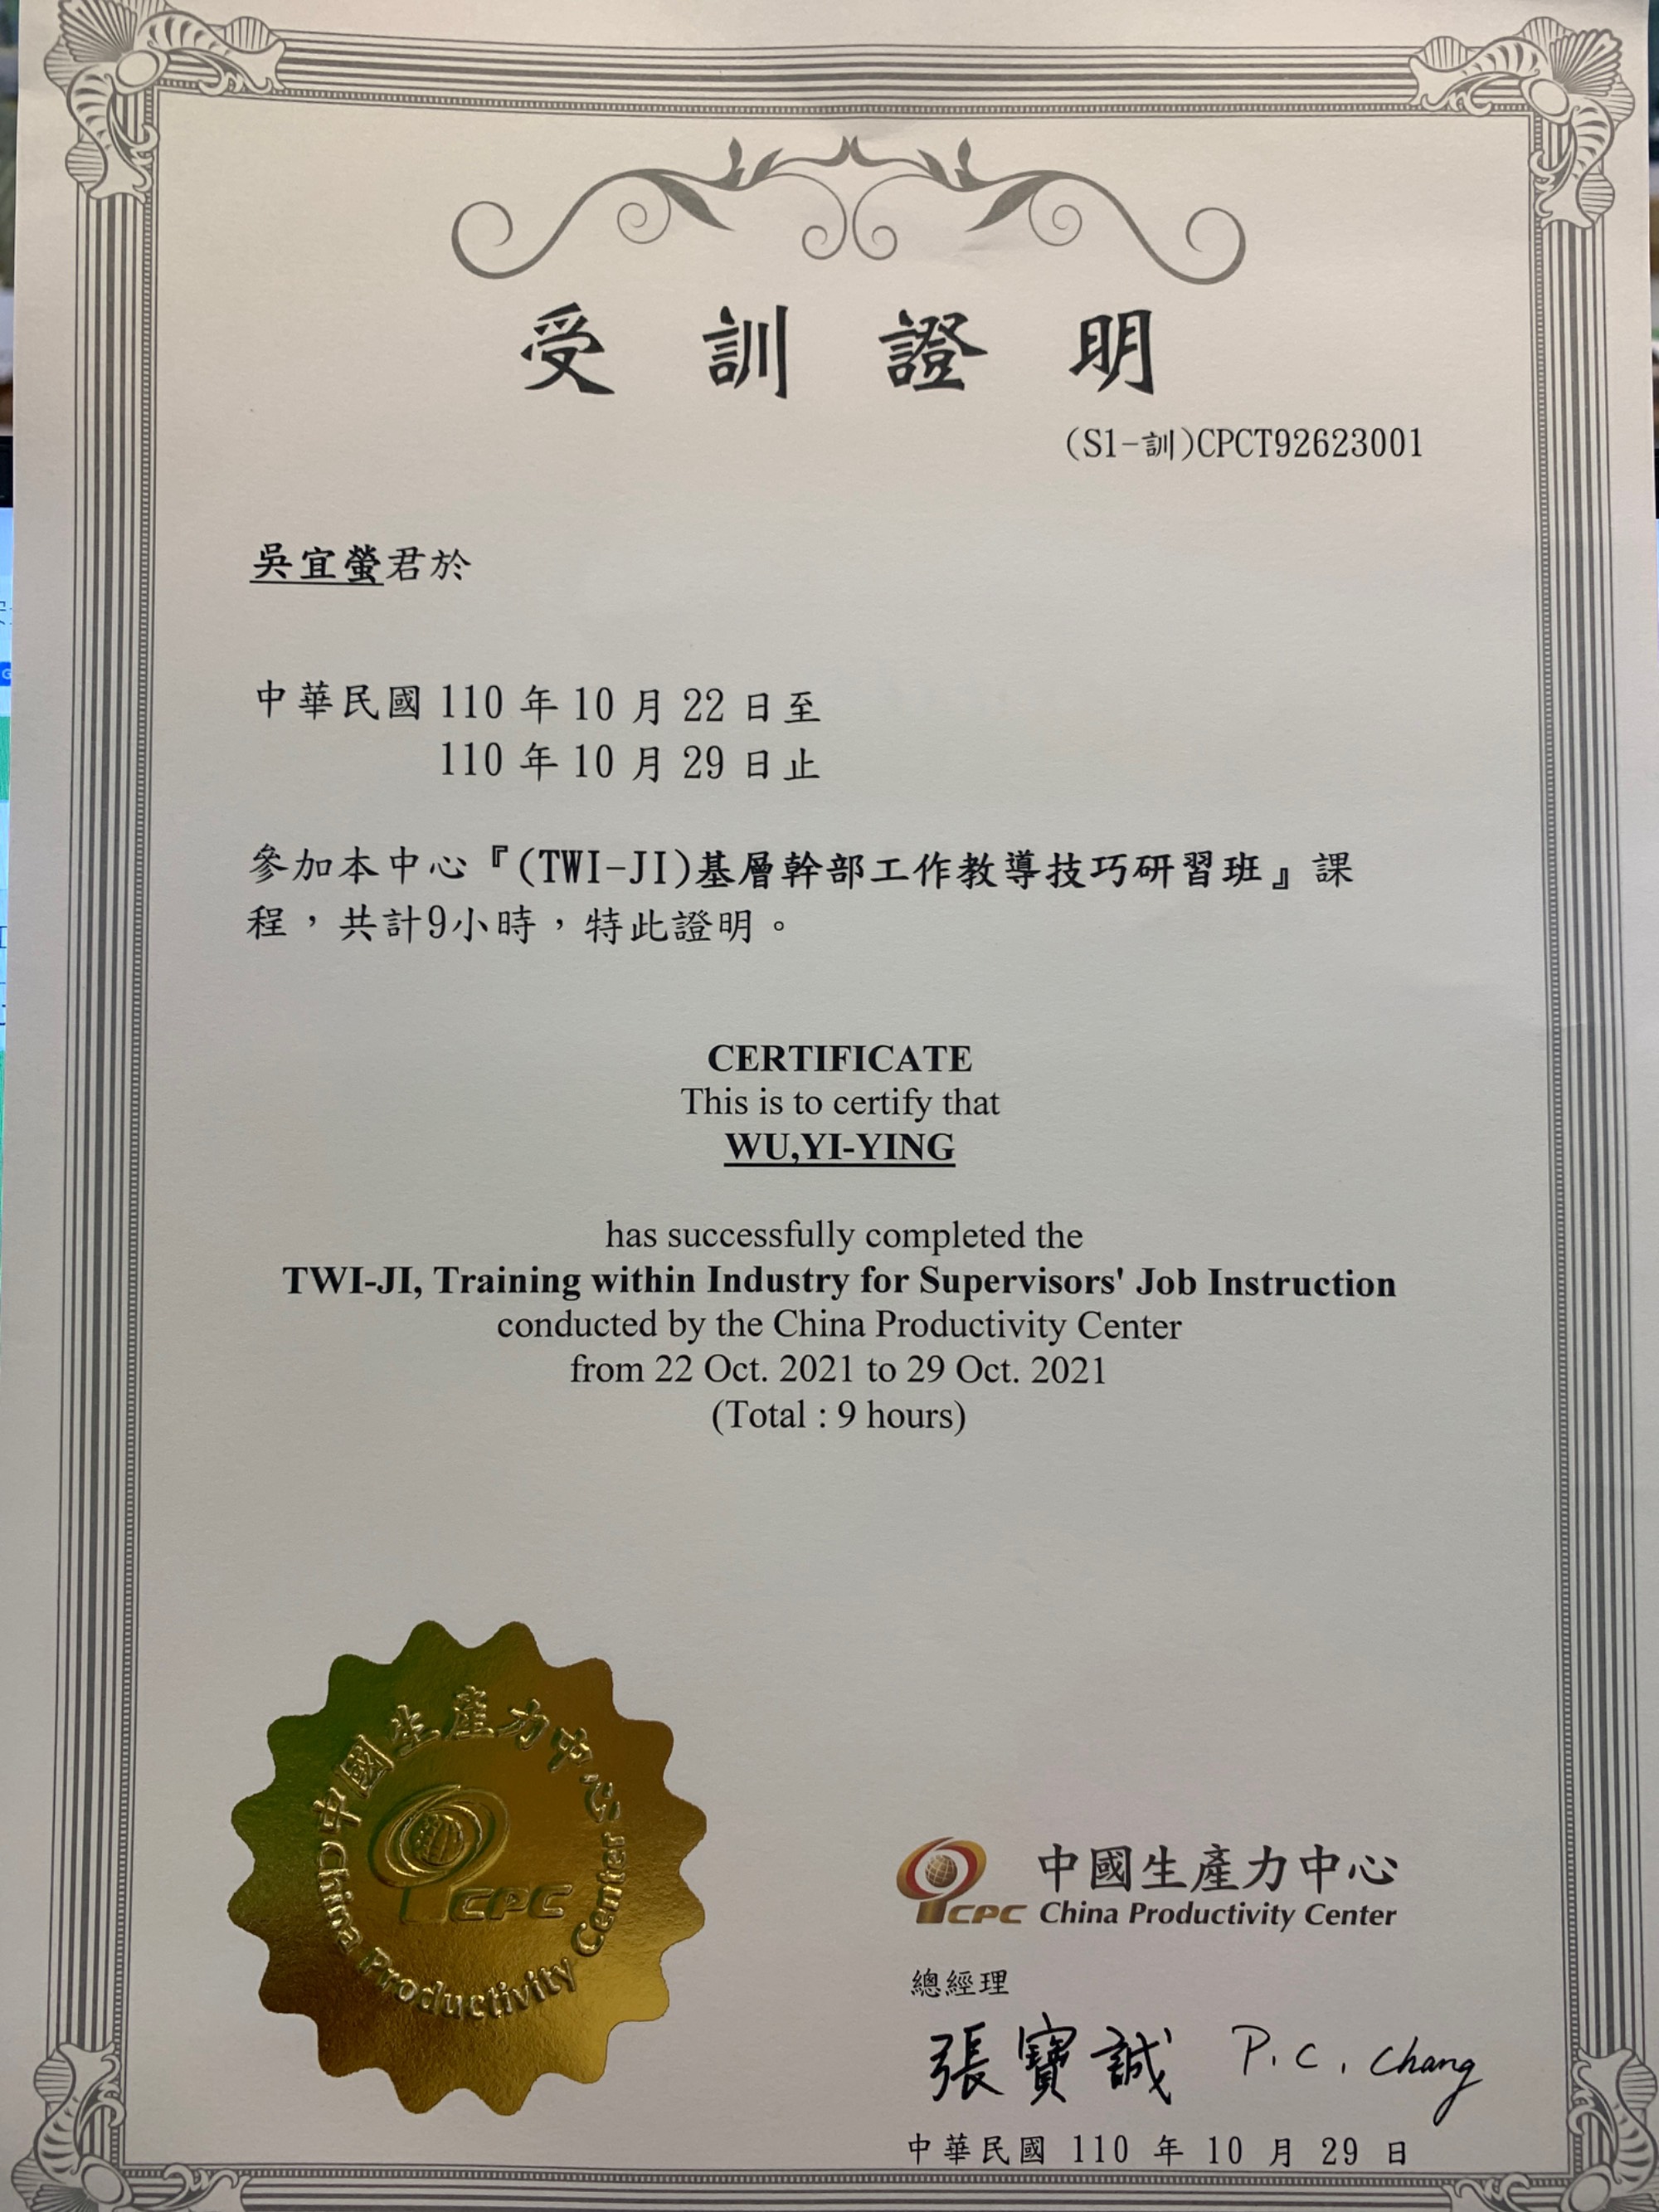 受訓證明
(S1-訓)CPCT92623001
吳宜螢君於
中華民國 110 年 10 月 22 日至
110 年 10 月 29 日止
參加本中心『(TWI-JI)基層幹部工作教導技巧研習班』課
程，共計9小時，特此證明。
CERTIFICATE
This is to certify that
WU,YI-YING
has successfully completed the
TWI-JI, Training within Industry for Supervisors' Job Instruction
conducted by the China Productivity Center
from 22 Oct. 2021 to 29 Oct. 2021
(Total : 9 hours)
中國生產力中心
CPC
China Productivity Center
中國生產力中心
CPC China Productivity Center
總經理
張寶誠 P. C. Chang
中華民國 110 年 10 月 29 日